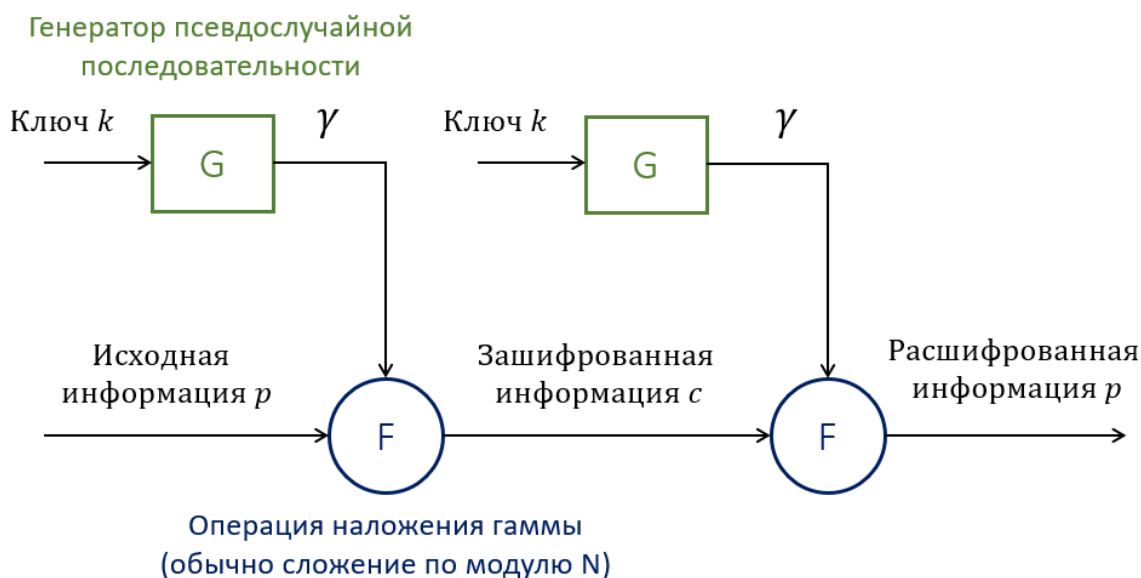 Генератор псевдослучайной
последовательности
Ключ k
G
γ
Ключ k
G
γ
Исходная
информация p
F
Зашифрованная
информация c
F
Расшифрованная
информация p
Операция наложения гаммы
(обычно сложение по модулю N)